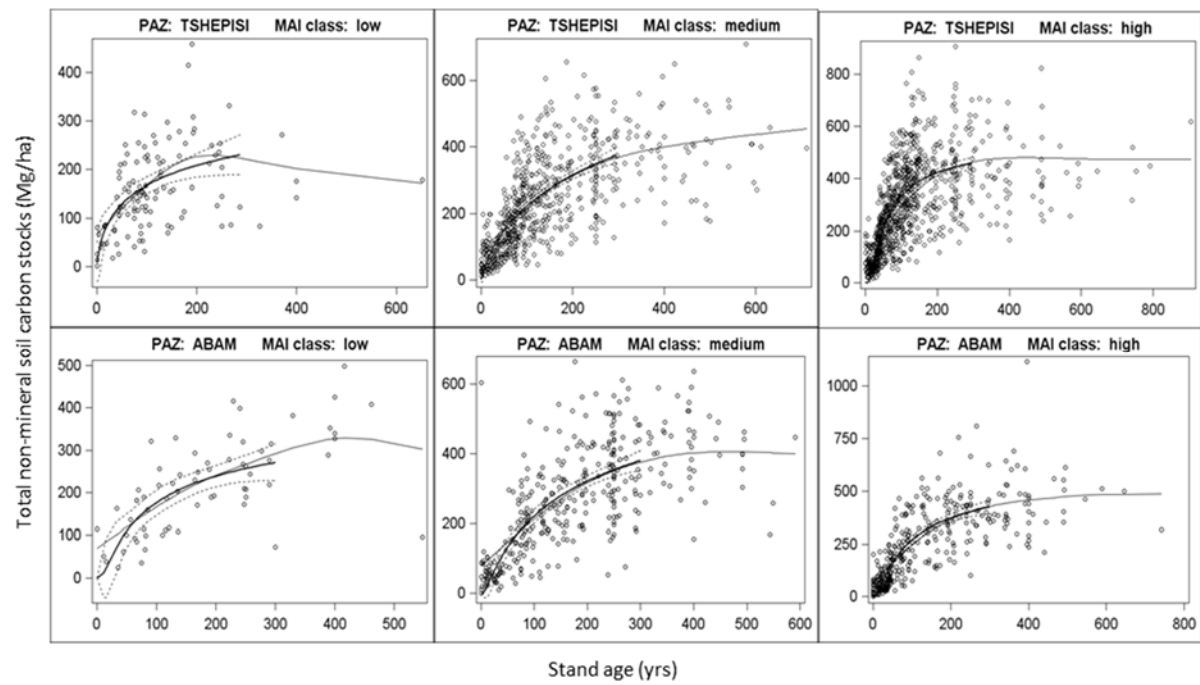 PAZ: TSHEPISI MAI class: low
PAZ: TSHEPISI MAI class: medium
PAZ: TSHEPISI MAI class: high
400
300
200
100
0
0 200 400 600
600
400
200
0
0 200 400 600
800
600
400
200
0
0 200 400 600 800
Total non-mineral soil carbon stocks (Mg/ha)
PAZ: ABAM MAI class: low
PAZ: ABAM MAI class: medium
PAZ: ABAM MAI class: high
500
400
300
200
100
0
0 100 200 300 400 500
600
400
200
0
0 100 200 300 400 500 600
1000
750
500
250
0
0 200 400 600 800
Stand age (yrs)